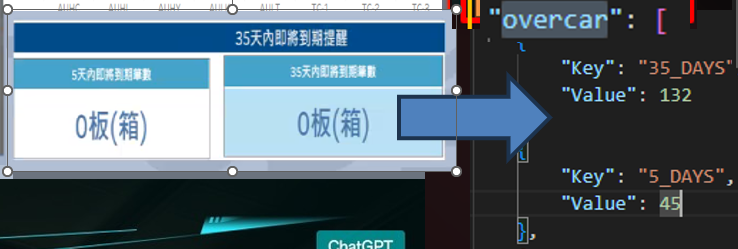 35天內即將到期提醒
5天內即將到期單數
35天內即將到期單數
0板(箱)
0板(箱)
"overcar": [
{
"Key": "35_DAYS"
"Value": 132
{
"Key": "5_DAYS",
"Value": 45
},
ChatGPT